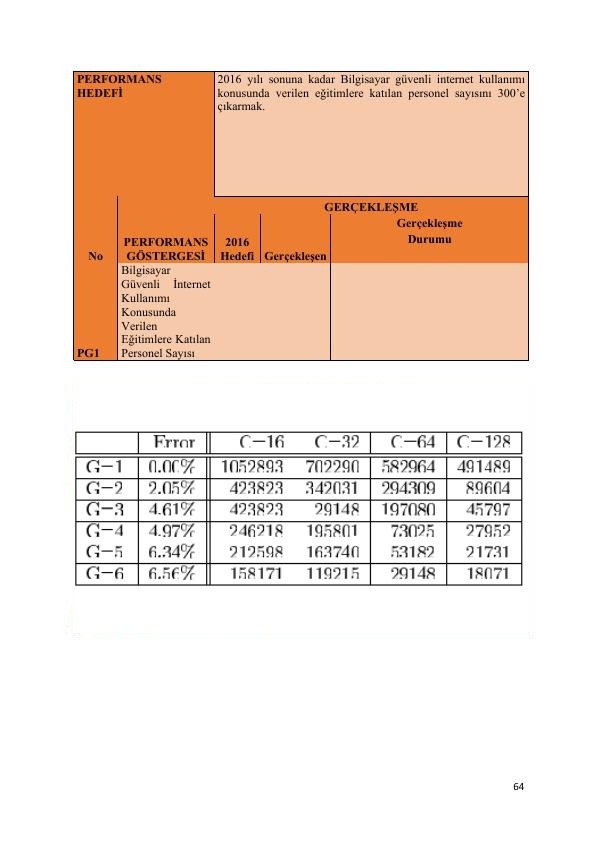 PERFORMANS
HEDEFİ
2016 yılı sonuna kadar Bilgisayar güvenli internet kullanımı
konusunda verilen eğitimlere katılan personel sayısını 300’e
çıkarmak.
GERÇEKLEŞME
No
PERFORMANS
GÖSTERGESİ
2016
Hedefi
Gerçekleşen
Gerçekleşme
Durumu
PG1
Bilgisayar
Güvenli İnternet
Kullanımı
Konusunda
Verilen
Eğitimlere Katılan
Personel Sayısı
Error C-16 C-32 C-64 C-128
G-1 0.00% 1052893 702290 582964 491489
G-2 2.05% 423823 342031 294309 89604
G-3 4.61% 423823 29148 197080 45797
G-4 4.97% 246218 195801 73025 27952
G-5 6.34% 212598 163740 53182 21731
G-6 6.56% 158171 119215 29148 18071
64